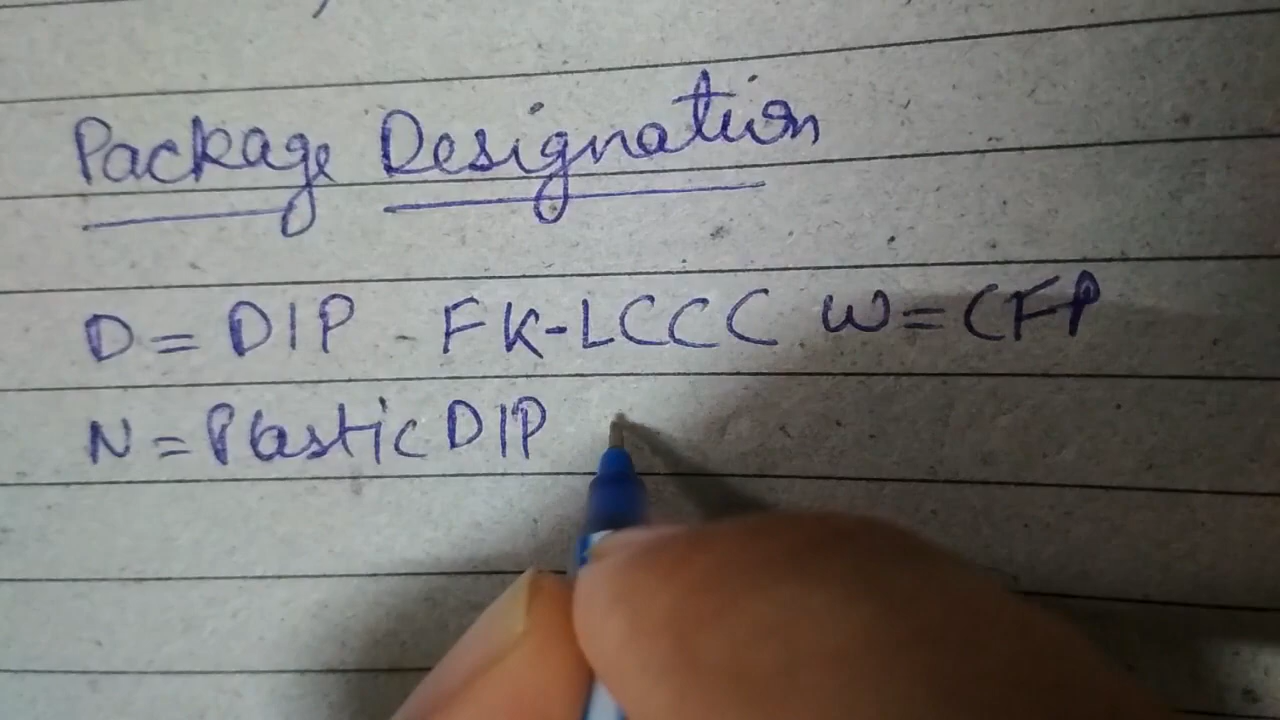 Package Designation
D = DIP - FK-LCCC W = CFP
N = Plastic DIP